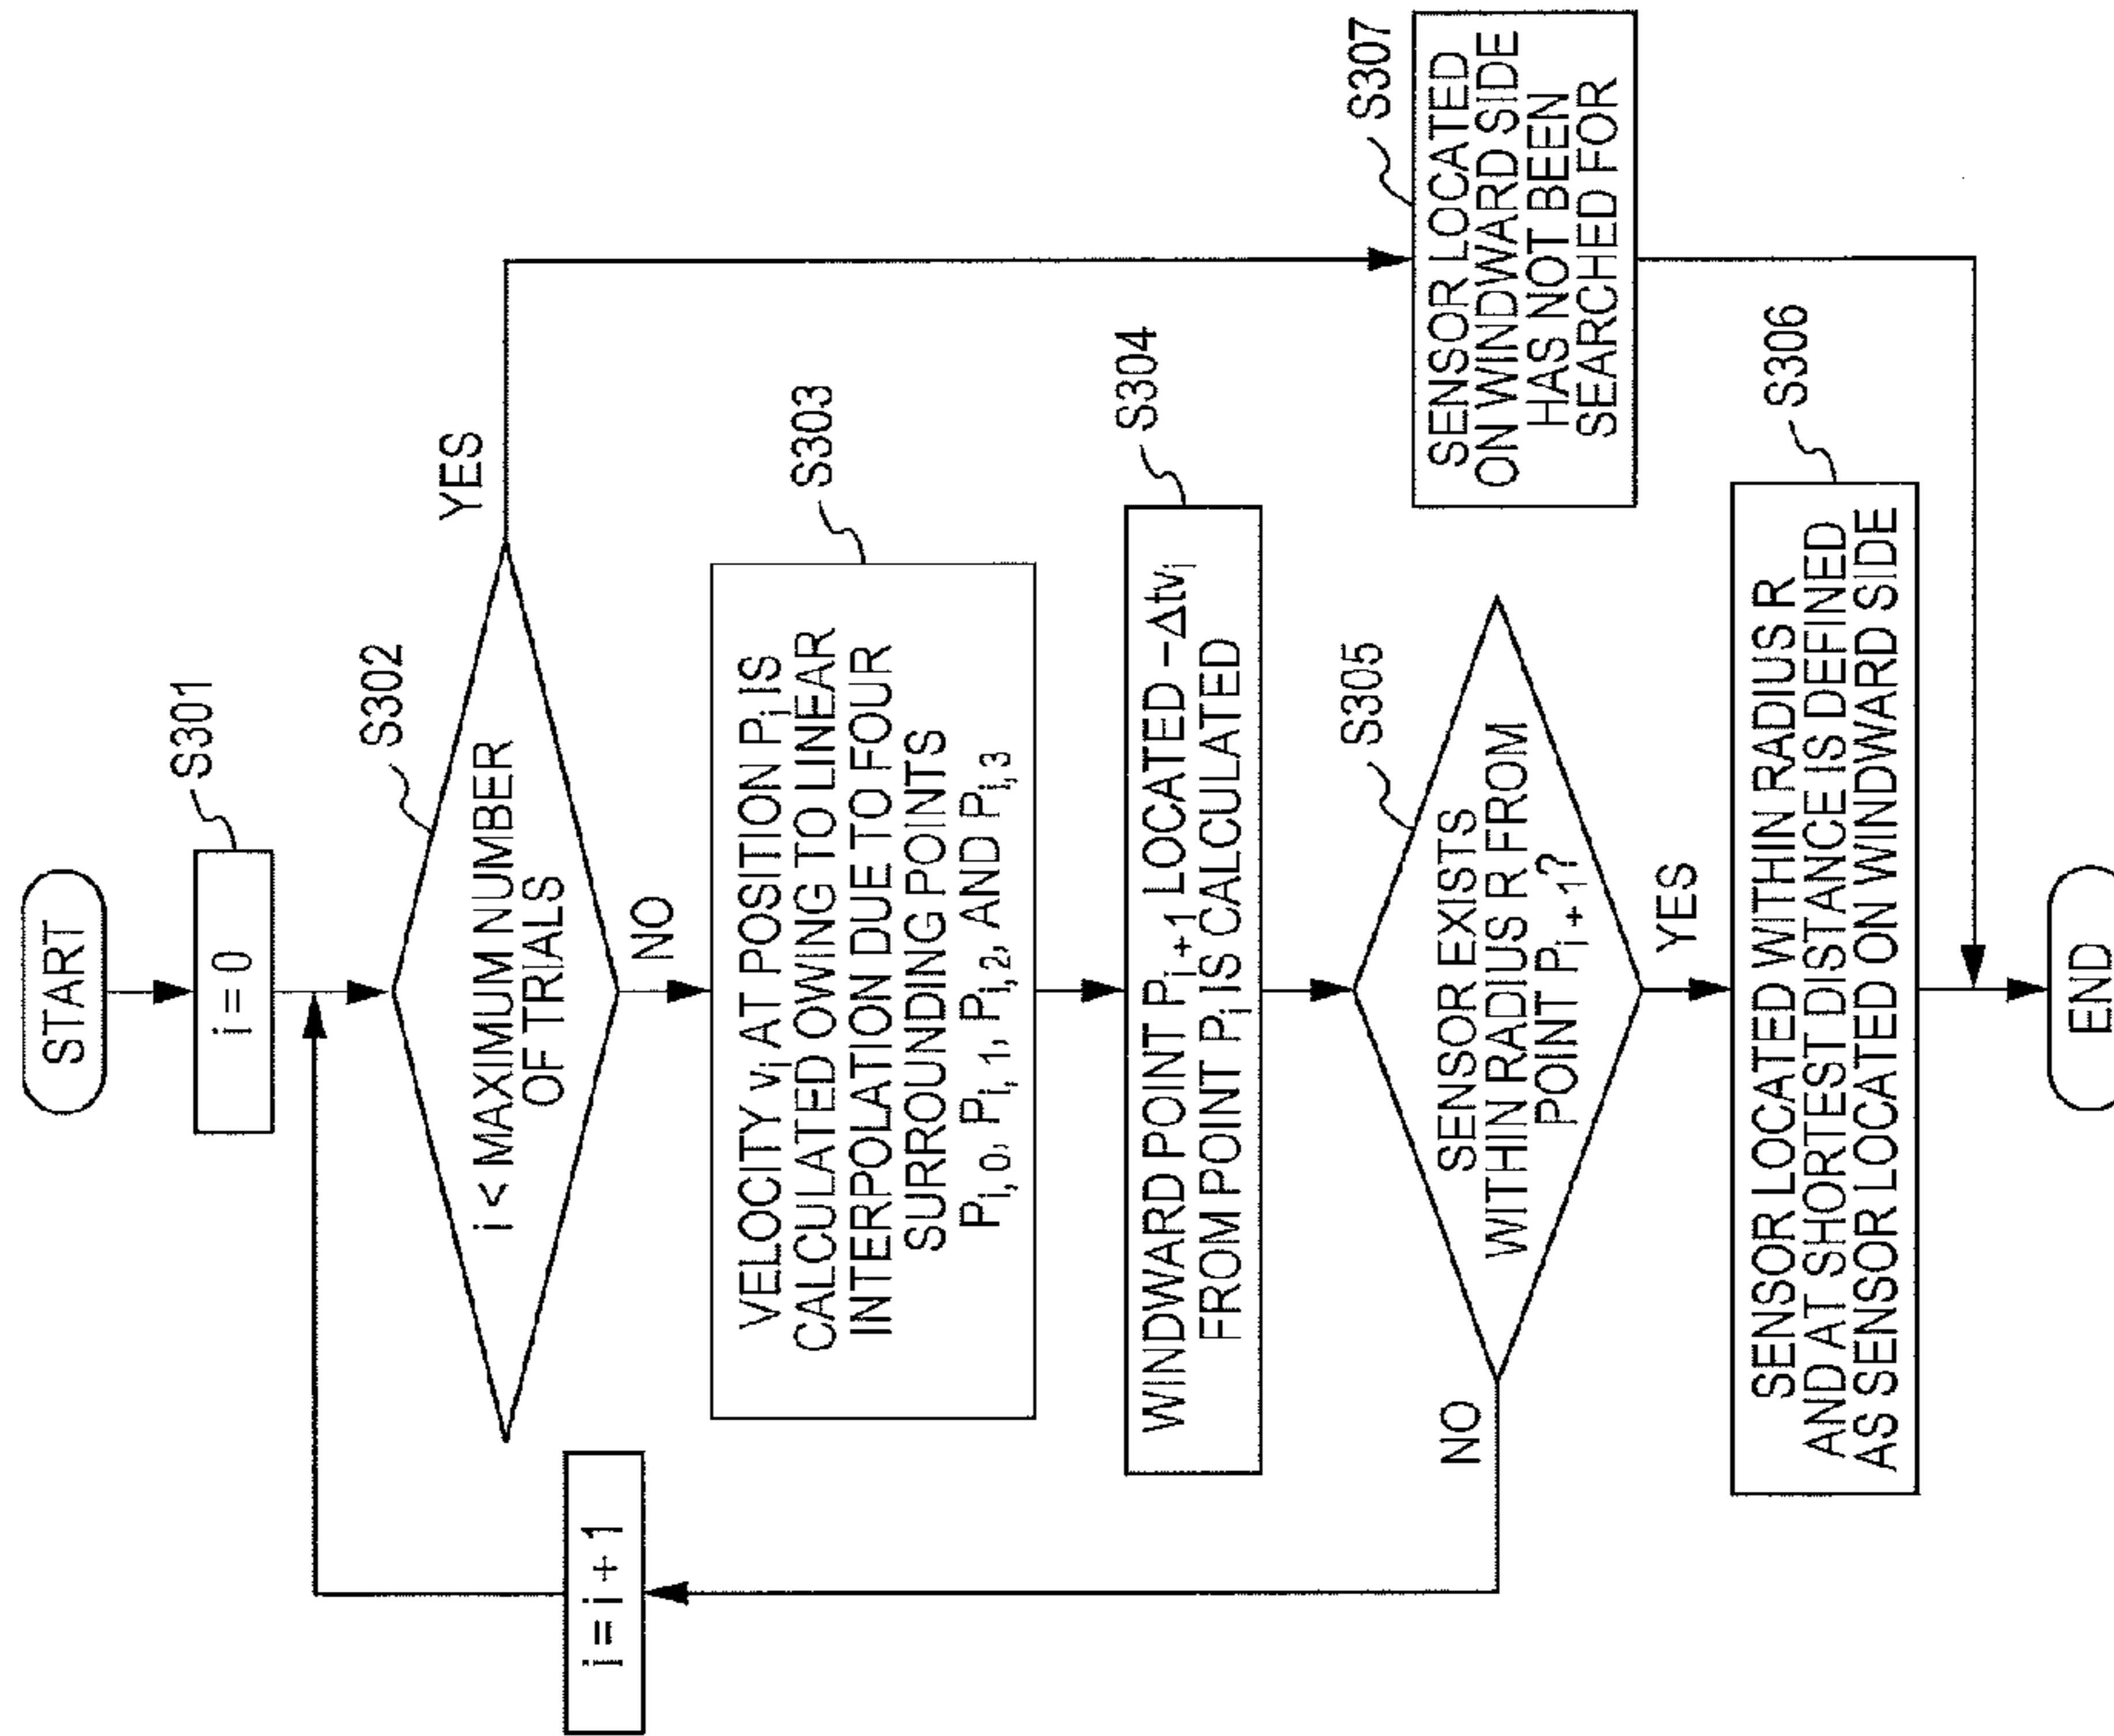 START
i = 0
S301
i < MAXIMUM NUMBER
OF TRIALS
S302
YES
NO
VELOCITY vi AT POSITION Pi IS
CALCULATED OWING TO LINEAR
INTERPOLATION DUE TO FOUR
SURROUNDING POINTS
Pi, 0, Pi, 1, Pi, 2, AND Pi, 3
S303
WINDWARD POINT Pi+1 LOCATED –Δtvi
FROM POINT Pi IS CALCULATED
S304
SENSOR EXISTS
WITHIN RADIUS R FROM
POINT Pi+1?
S305
NO
YES
i = i + 1
SENSOR LOCATED WITHIN RADIUS R
AND AT SHORTEST DISTANCE IS DEFINED
AS SENSOR LOCATED ON WINDWARD SIDE
S306
SENSOR LOCATED
ON WINDWARD SIDE
HAS NOT BEEN
SEARCHED FOR
S307
END